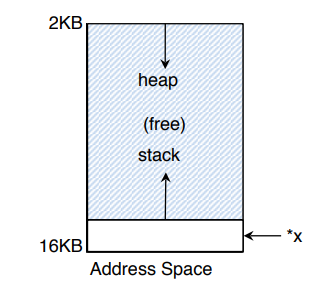 2KB
heap
(free)
stack
*x
16KB
Address Space